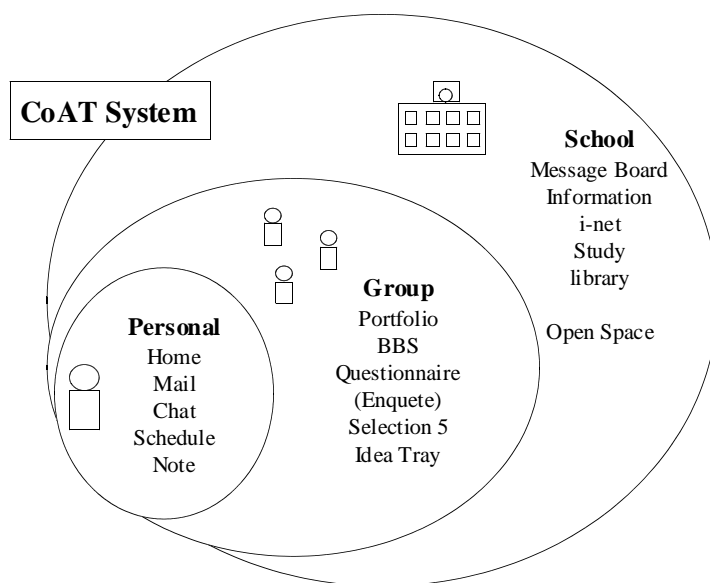 CoAT System
School
Message Board
Information
i-net
Study
library
Open Space
Group
Portfolio
BBS
Questionnaire
(Enquete)
Selection 5
Idea Tray
Personal
Home
Mail
Chat
Schedule
Note